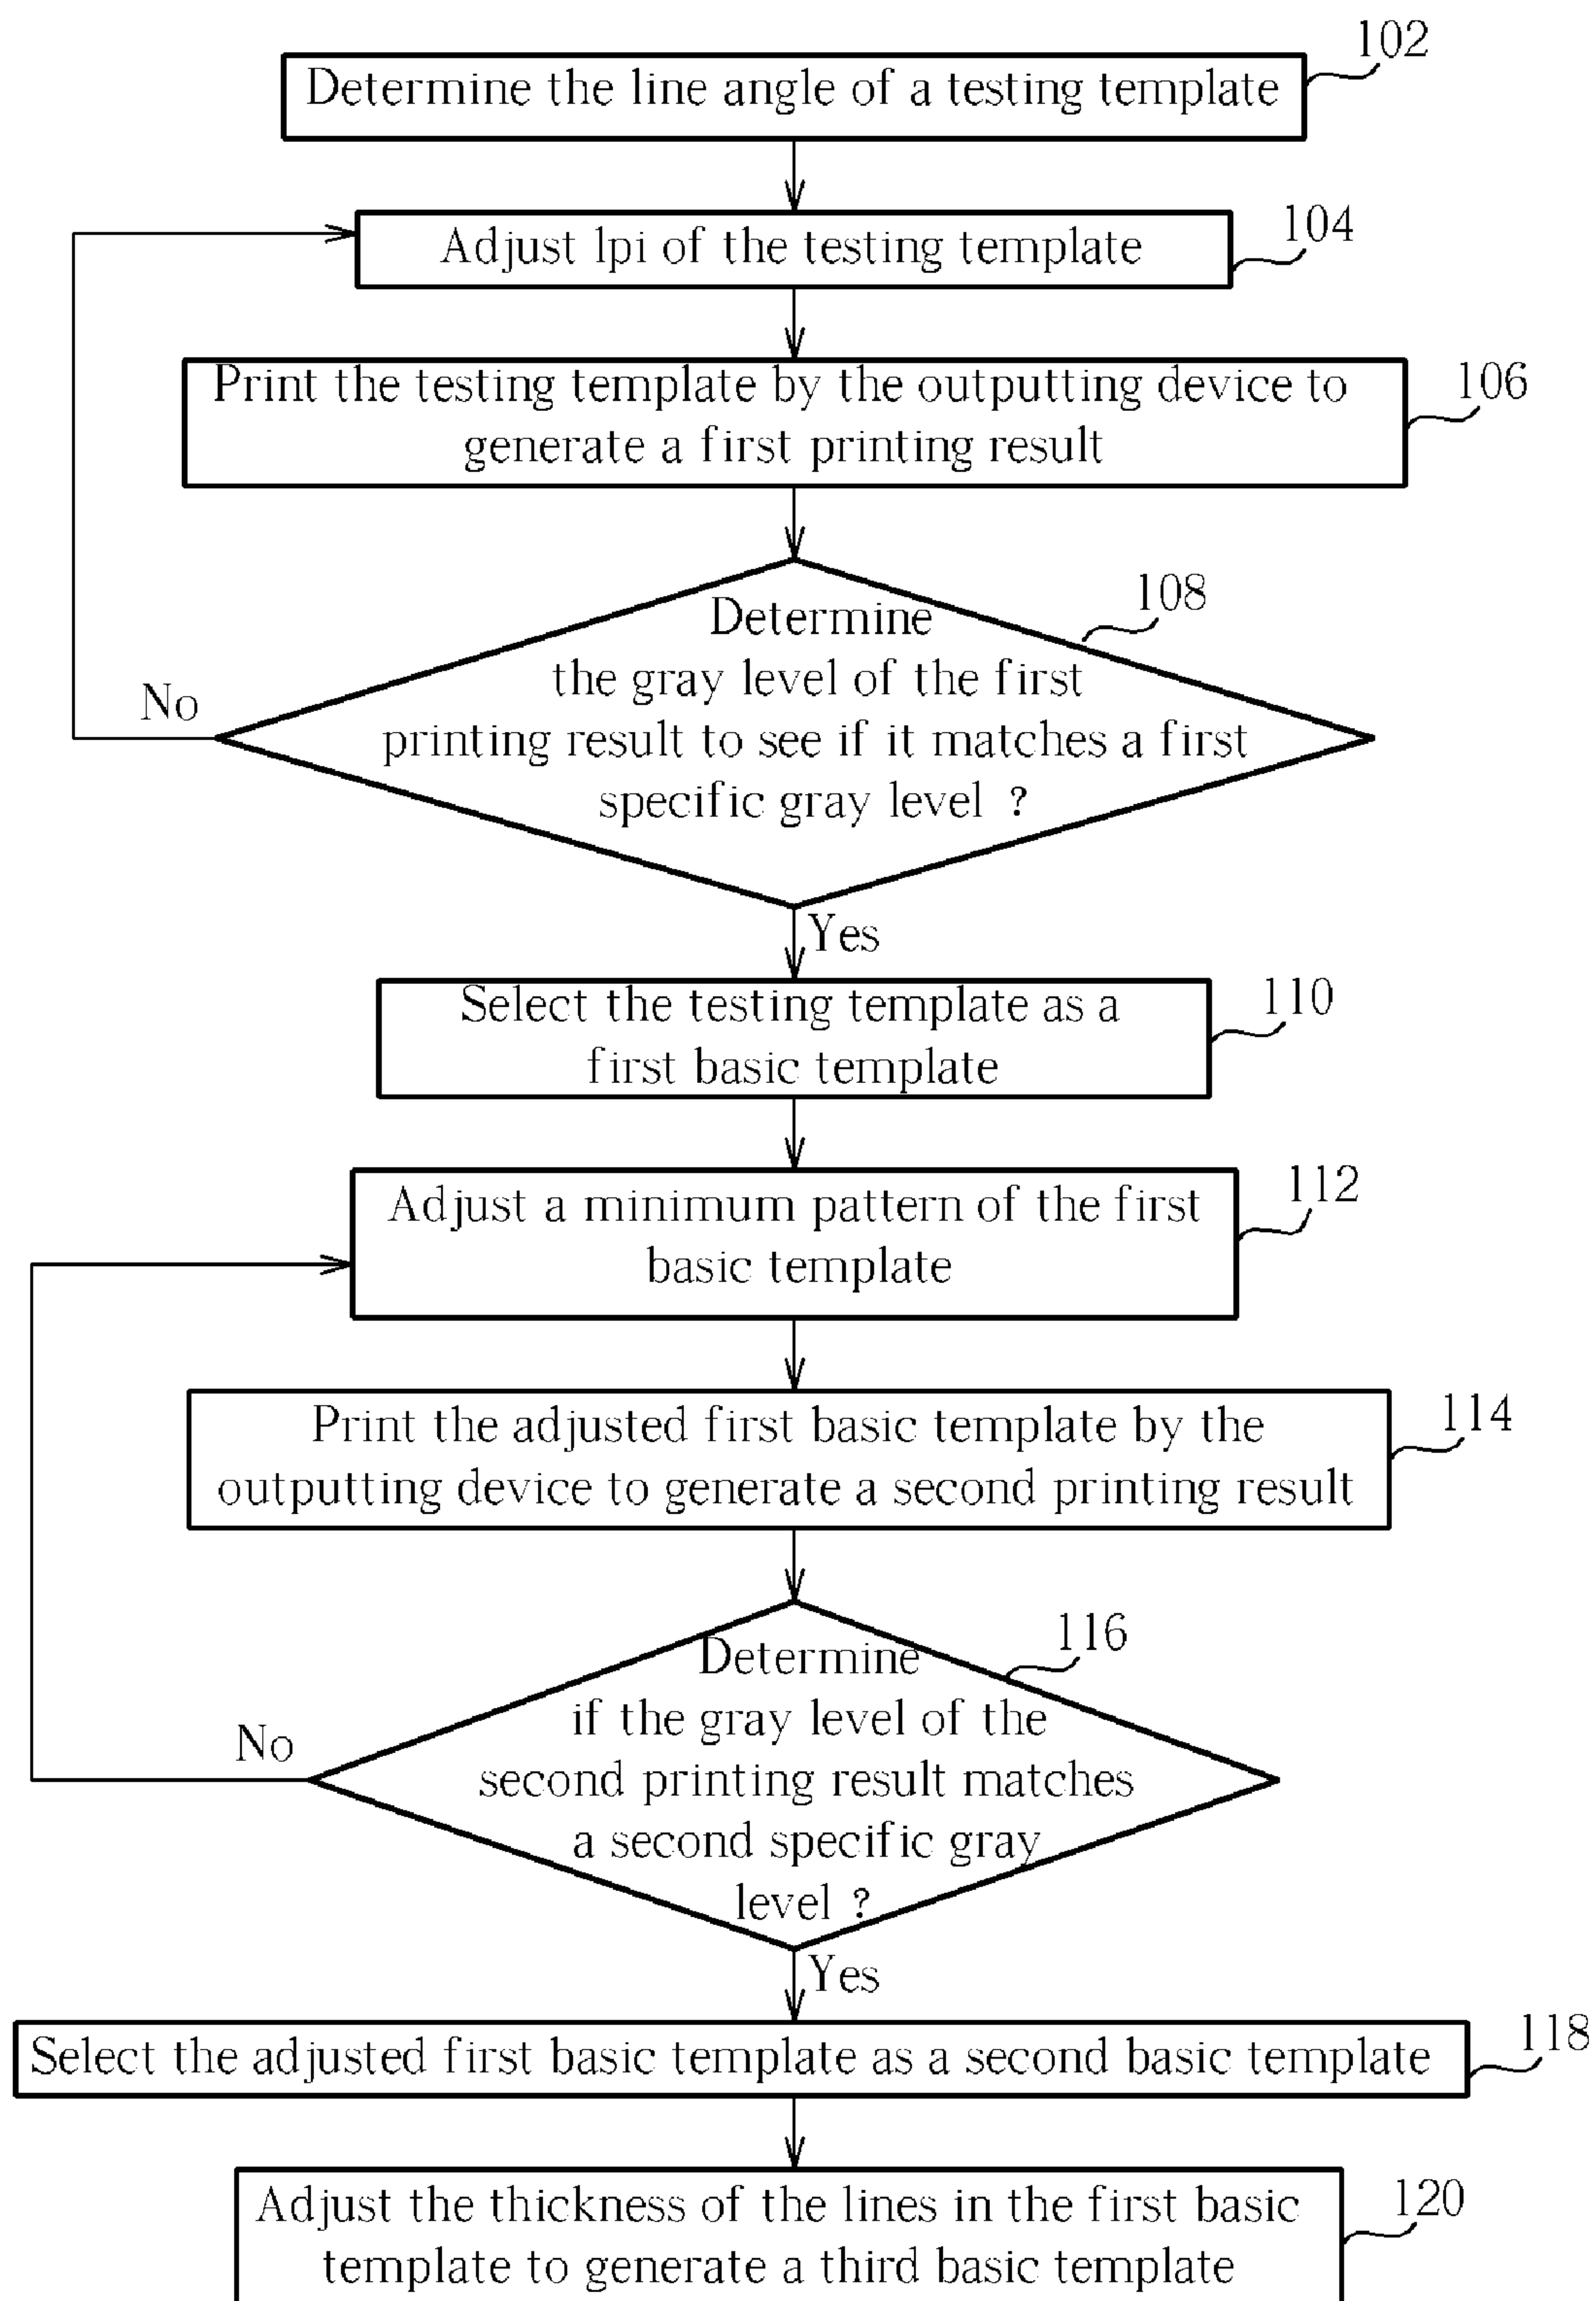 102
Determine the line angle of a testing template
104
Adjust lpi of the testing template
106
Print the testing template by the outputting device to
generate a first printing result
108
Determine
the gray level of the first
No
printing result to see if it matches a first
specific gray level ?
Yes
110
Select the testing template as a
first basic template
112
Adjust a minimum pattern of the first
basic template
114
Print the adjusted first basic template by the
outputting device to generate a second printing result
116
Determine
if the gray level of the
No
second printing result matches
a second specific gray
level ?
Yes
118
Select the adjusted first basic template as a second basic template
120
Adjust the thickness of the lines in the first basic
template to generate a third basic template